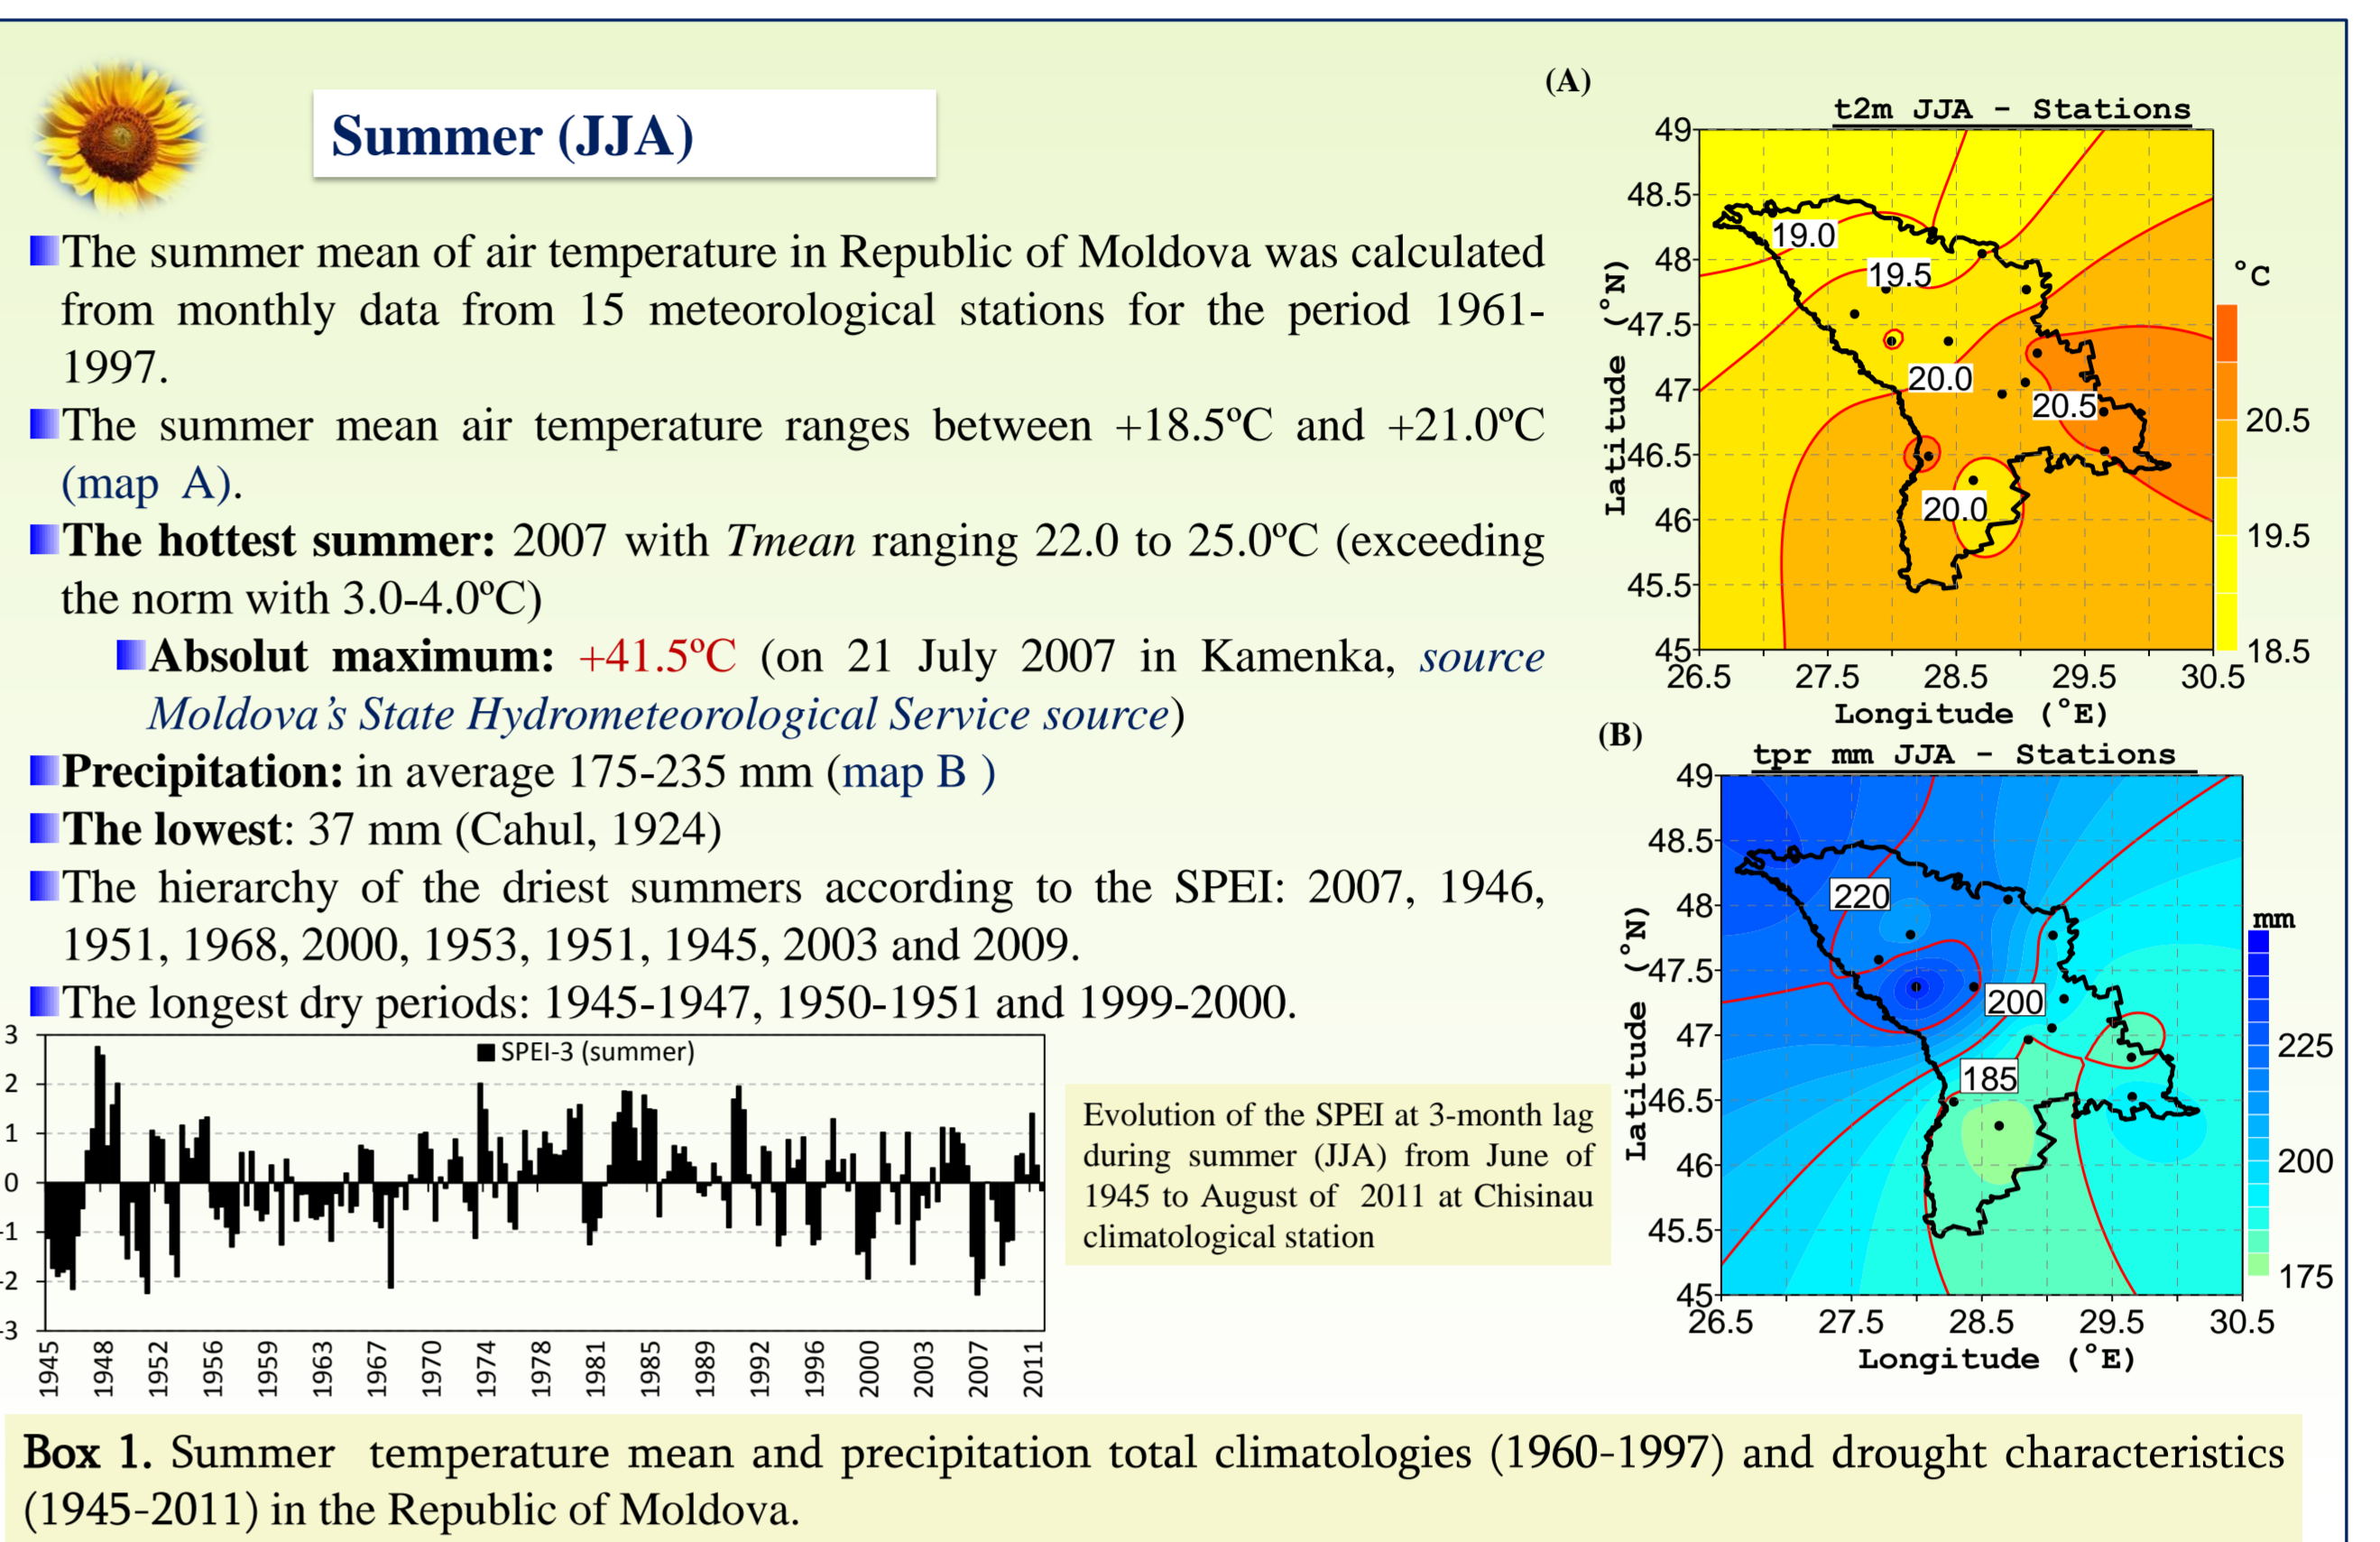 Summer (JJA)
The summer mean of air temperature in Republic of Moldova was calculated
from monthly data from 15 meteorological stations for the period 1961-
1997.
The summer mean air temperature ranges between +18.5ºC and +21.0ºC
(map A).
The hottest summer: 2007 with Tmean ranging 22.0 to 25.0ºC (exceeding
the norm with 3.0-4.0ºC)
Absolut maximum: +41.5ºC (on 21 July 2007 in Kamenka, source
Moldova's State Hydrometeorological Service source)
Precipitation: in average 175-235 mm (map B )
The lowest: 37 mm (Cahul, 1924)
The hierarchy of the driest summers according to the SPEI: 2007, 1946,
1951, 1968, 2000, 1953, 1951, 1945, 2003 and 2009.
The longest dry periods: 1945-1947, 1950-1951 and 1999-2000.
SPEI-3 (summer)
3
2
1
0
-1
-2
-3
1945 1948 1952 1956 1959 1963 1967 1970 1974 1978 1981 1985 1989 1992 1996 2000 2003 2007 2011
Evolution of the SPEI at 3-month lag
during summer (JJA) from June of
1945 to August of 2011 at Chisinau
climatological station
(A)
t2m JJA - Stations
49
48.5
48
47.5
47
46.5
46
45.5
45
Latitude (°N)
19.0
19.5
20.0
20.5
20.0
26.5 27.5 28.5 29.5 30.5
Longitude (°E)
°C
20.5
19.5
18.5
(B)
tpr mm JJA - Stations
49
48.5
48
47.5
47
46.5
46
45.5
45
Latitude (°N)
220
200
185
26.5 27.5 28.5 29.5 30.5
Longitude (°E)
mm
225
200
175
Box 1. Summer temperature mean and precipitation total climatologies (1960-1997) and drought characteristics
(1945-2011) in the Republic of Moldova.